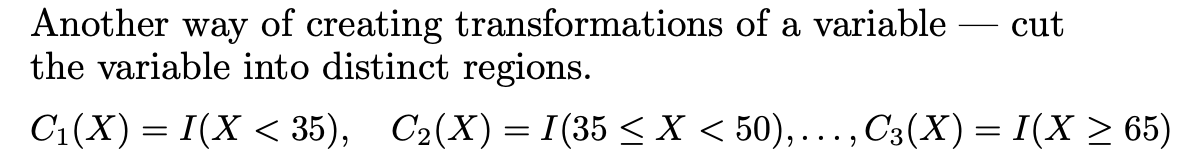 Another way of creating transformations of a variable — cut
the variable into distinct regions.
C₁(X) = I(X < 35), C₂(X) = I(35 ≤ X < 50), . . . , C₃(X) = I(X ≥ 65)